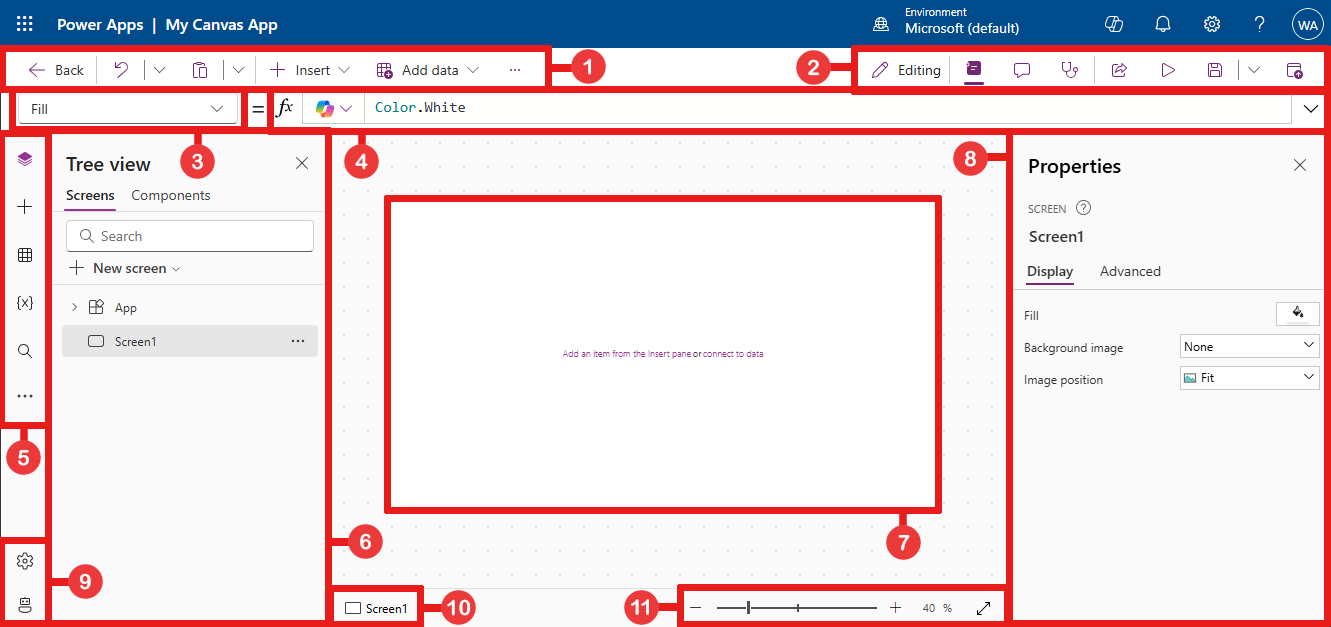 Power Apps | My Canvas App
Environment
Microsoft (default)
? WA
Back Insert Add data ... 1
2 Editing
Fill = fx Color.White
3 4
Tree view
Screens Components
Search
New screen
App
Screen1 ...
{x}
...
5
6
Add an item from the Insert pane or connect to data
7
8
Properties
SCREEN ?
Screen1
Display Advanced
Fill
Background image None
Image position Fit
9
Screen1 10
11 40 %